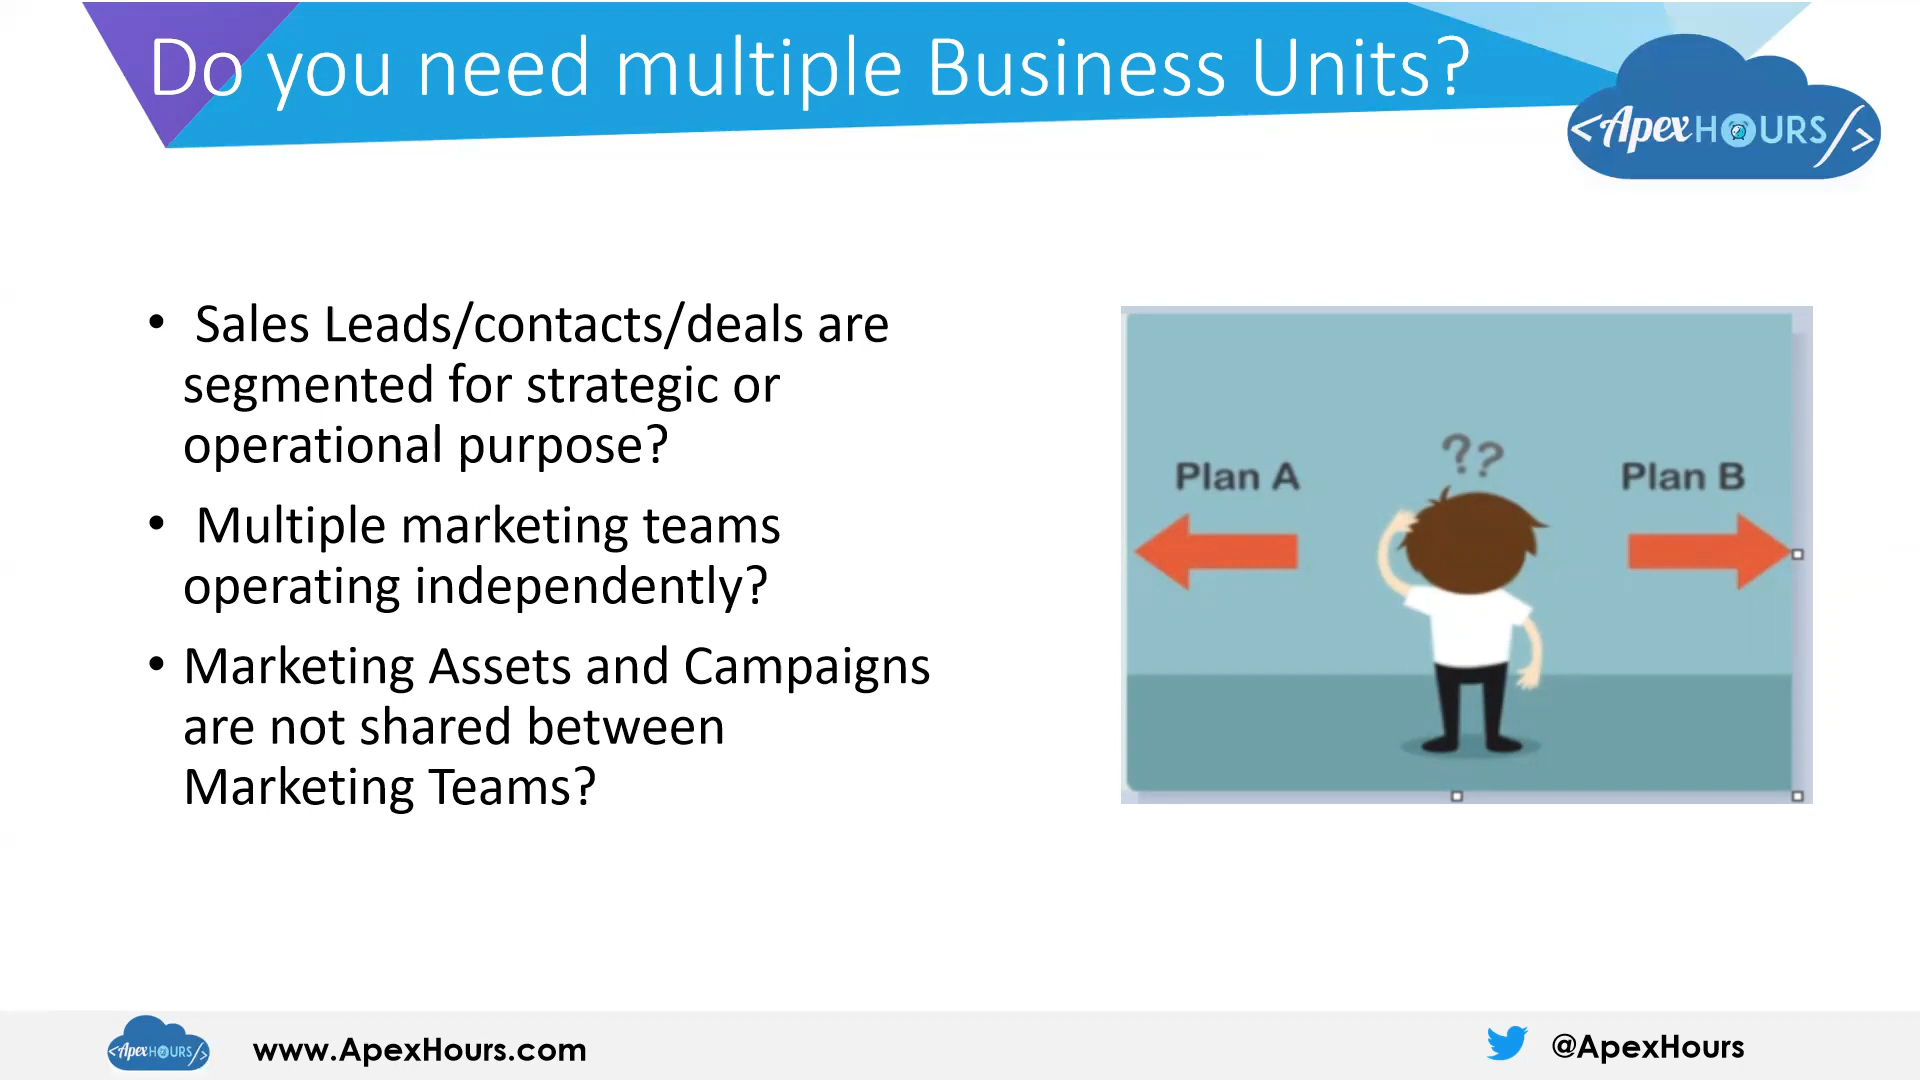 Do you need multiple Business Units?
<ApexHOURS/>
• Sales Leads/contacts/deals are
segmented for strategic or
operational purpose?
• Multiple marketing teams
operating independently?
• Marketing Assets and Campaigns
are not shared between
Marketing Teams?
??
Plan A
Plan B
<ApexHOURS/>
www.ApexHours.com
@ApexHours